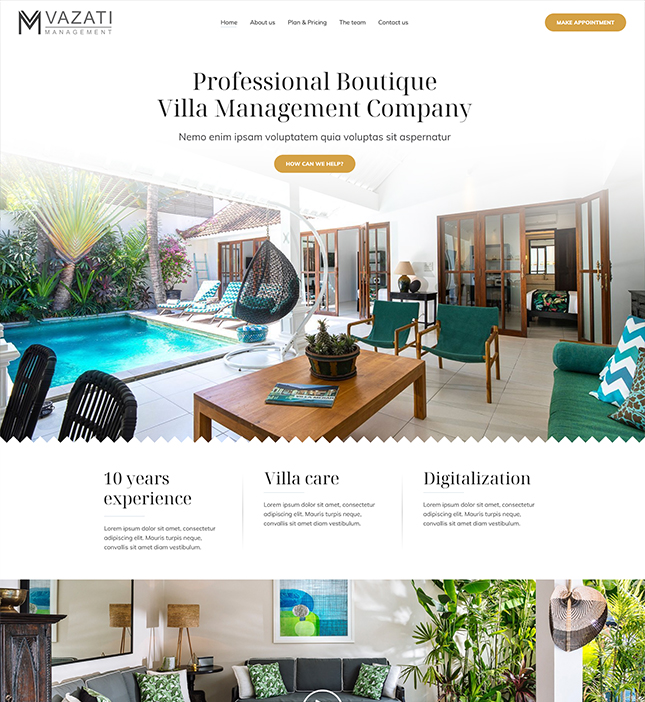 VAZATI
MANAGEMENT
Home About us Plan & Pricing The team Contact us
MAKE APPOINTMENT
Professional Boutique
Villa Management Company
Nemo enim ipsam voluptatem quia voluptas sit aspernatur
HOW CAN WE HELP?
10 years
experience
Lorem ipsum dolor sit amet, consectetur
adipiscing elit. Mauris turpis neque,
convallis sit amet diam vestibulum.
Villa care
Lorem ipsum dolor sit amet, consectetur
adipiscing elit. Mauris turpis neque,
convallis sit amet diam vestibulum.
Digitalization
Lorem ipsum dolor sit amet, consectetur
adipiscing elit. Mauris turpis neque,
convallis sit amet diam vestibulum.